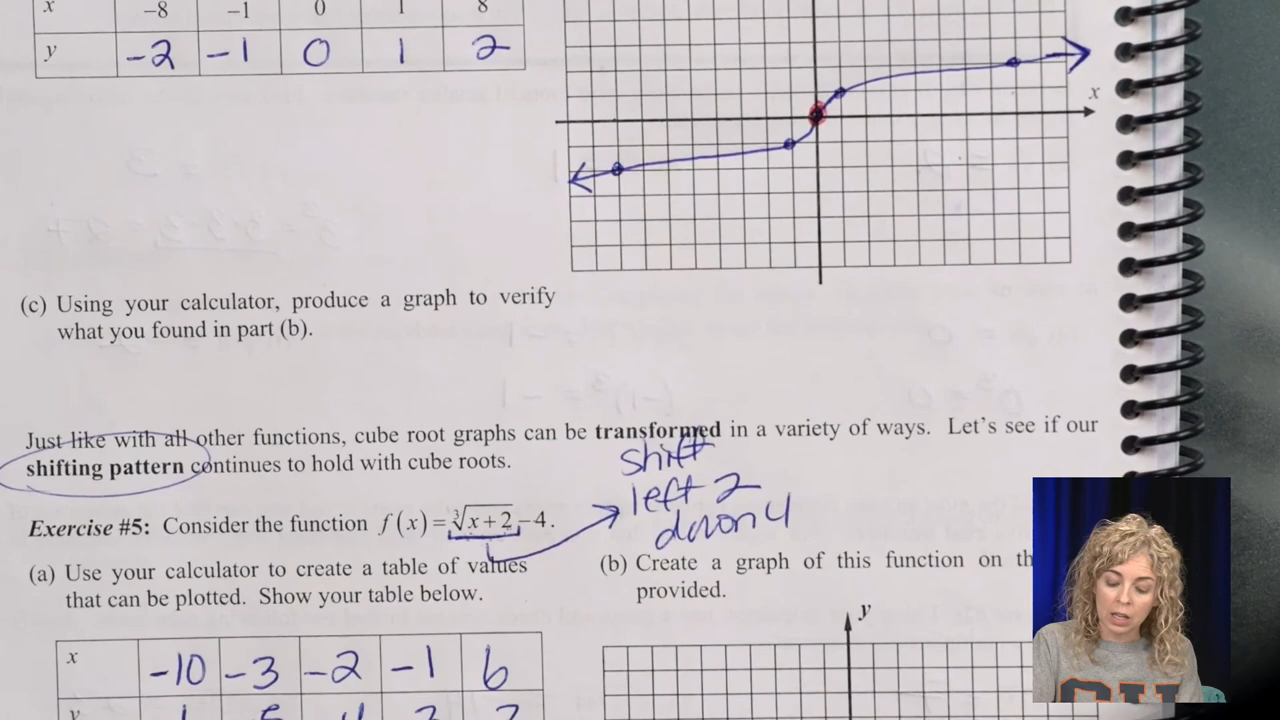 x −8 −1 0 1 8
y -2 -1 0 1 2
x
(c) Using your calculator, produce a graph to verify
what you found in part (b).
Just like with all other functions, cube root graphs can be transformed in a variety of ways. Let's see if our
shifting pattern continues to hold with cube roots.
shift
left 2
down 4
Exercise #5: Consider the function f(x)=∛x+2−4.
(a) Use your calculator to create a table of values
that can be plotted. Show your table below.
(b) Create a graph of this function on th
provided.
y
x -10 -3 -2 -1 6
y